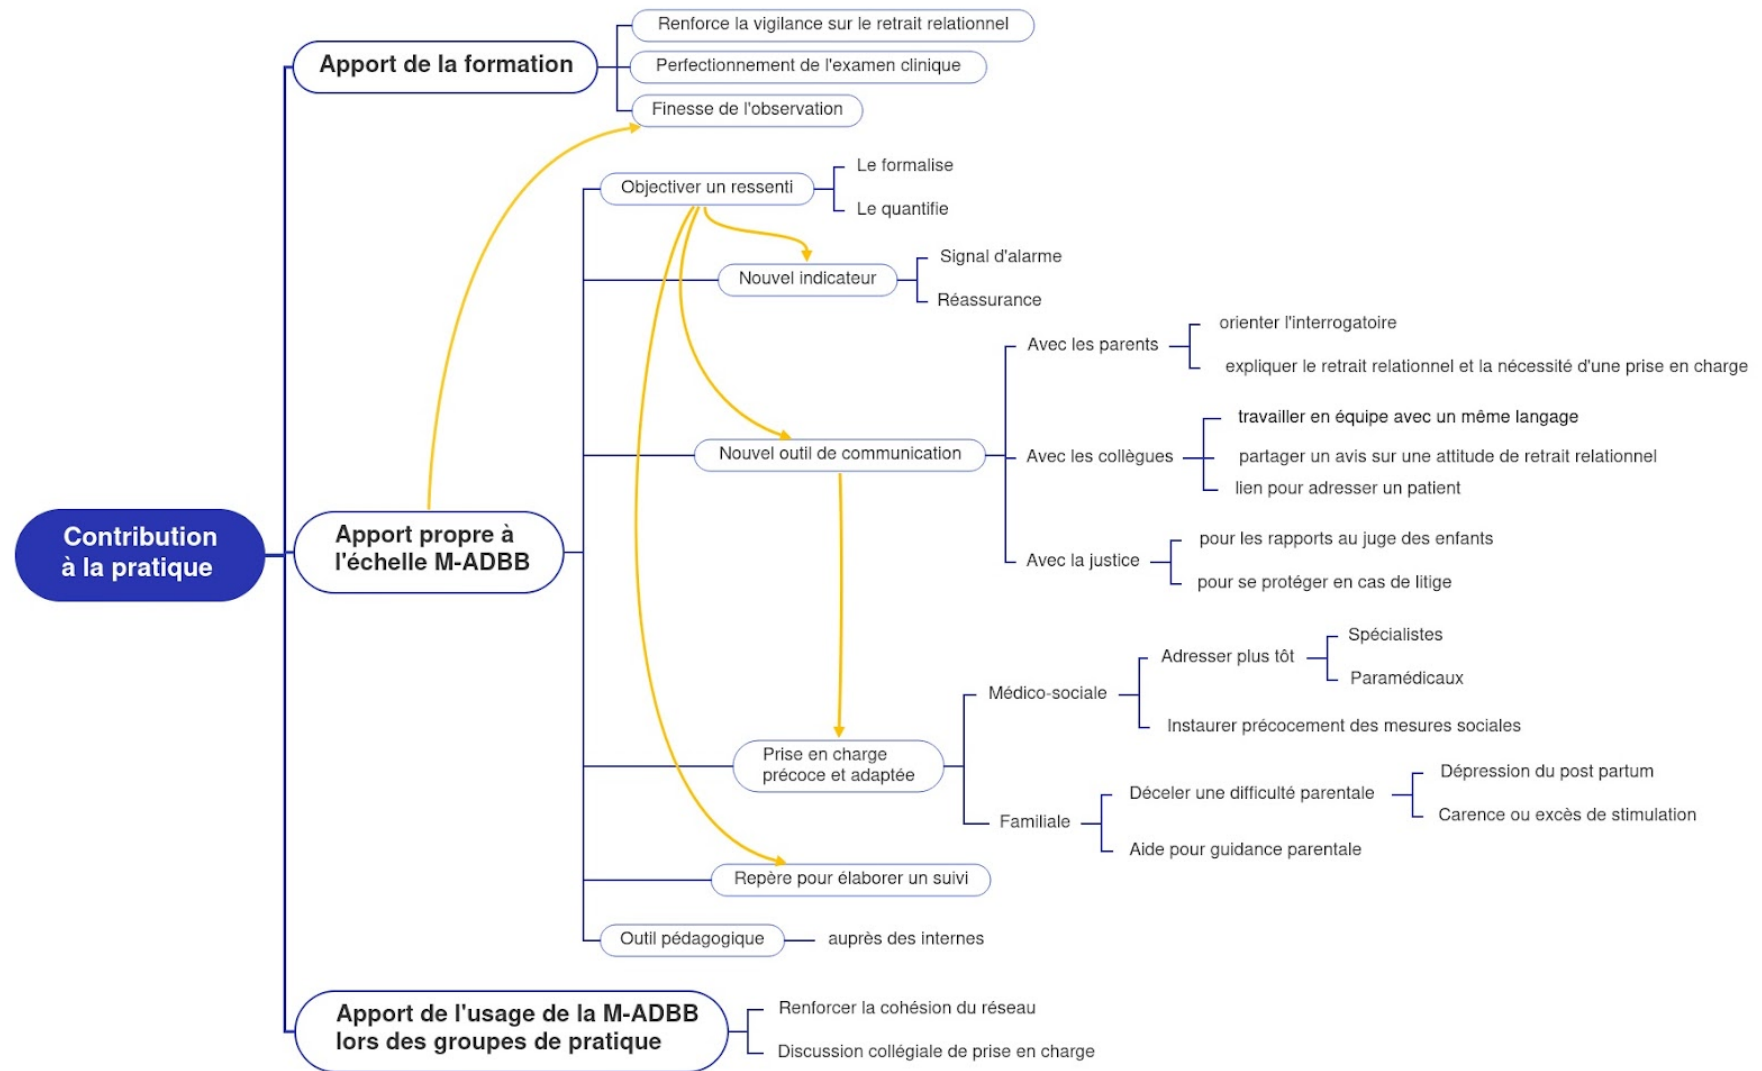 Contribution
à la pratique
Apport de la formation
Renforce la vigilance sur le retrait relationnel
Perfectionnement de l'examen clinique
Finesse de l'observation
Apport propre à
l'échelle M-ADBB
Objectiver un ressenti
Le formalise
Le quantifie
Nouvel indicateur
Signal d'alarme
Réassurance
Nouvel outil de communication
Avec les parents
orienter l'interrogatoire
expliquer le retrait relationnel et la nécessité d'une prise en charge
Avec les collègues
travailler en équipe avec un même langage
partager un avis sur une attitude de retrait relationnel
lien pour adresser un patient
Avec la justice
pour les rapports au juge des enfants
pour se protéger en cas de litige
Prise en charge
précoce et adaptée
Médico-sociale
Adresser plus tôt
Spécialistes
Paramédicaux
Instaurer précocement des mesures sociales
Familiale
Déceler une difficulté parentale
Dépression du post partum
Carence ou excès de stimulation
Aide pour guidance parentale
Repère pour élaborer un suivi
Outil pédagogique
auprès des internes
Apport de l'usage de la M-ADBB
lors des groupes de pratique
Renforcer la cohésion du réseau
Discussion collégiale de prise en charge